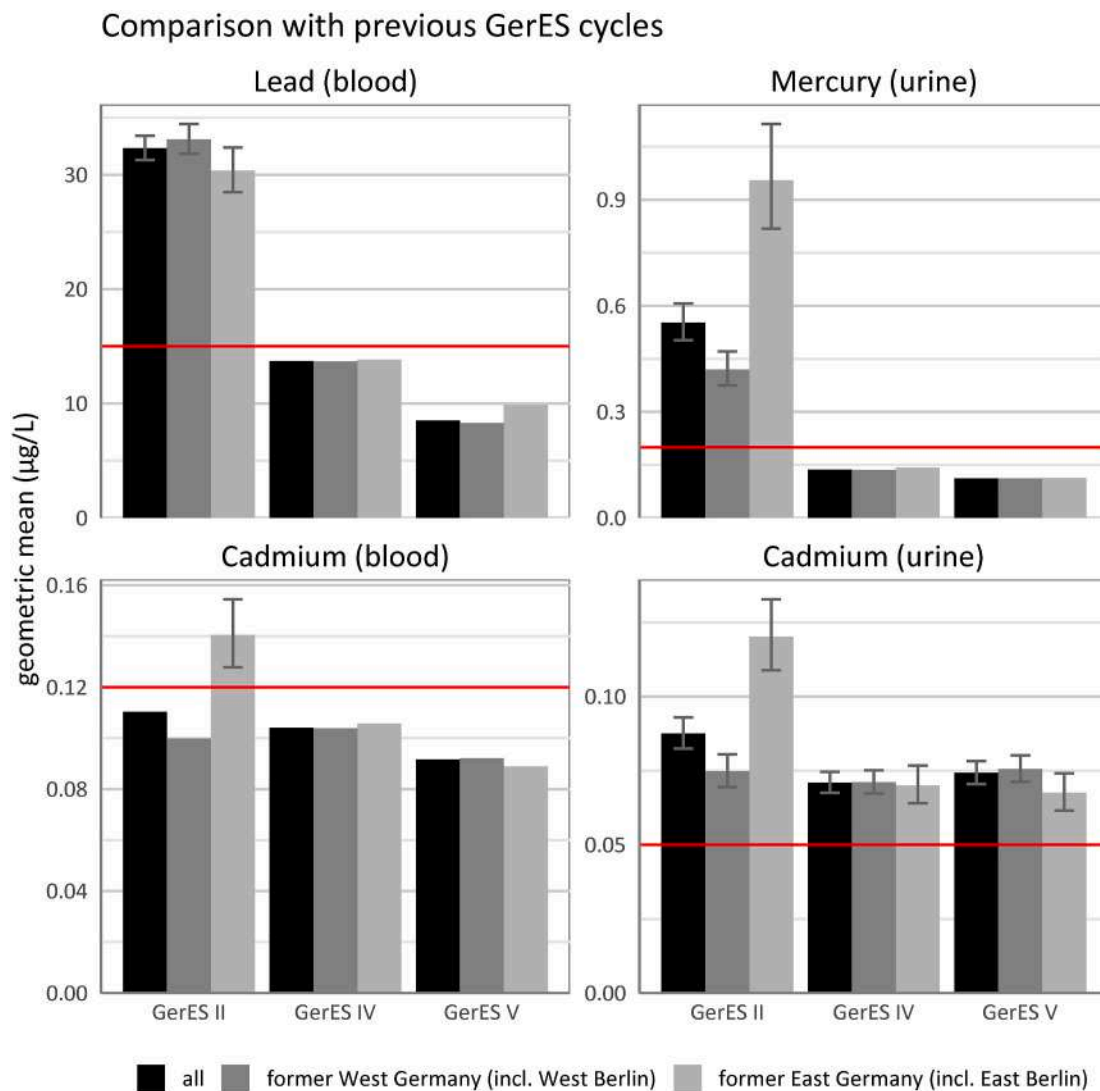 Comparison with previous GerES cycles
Lead (blood)
Mercury (urine)
30
20
10
0
0.9
0.6
0.3
0.0
geometric mean (µg/L)
Cadmium (blood)
Cadmium (urine)
0.16
0.12
0.08
0.04
0.00
0.10
0.05
0.00
GerES II GerES IV GerES V
GerES II GerES IV GerES V
all former West Germany (incl. West Berlin) former East Germany (incl. East Berlin)